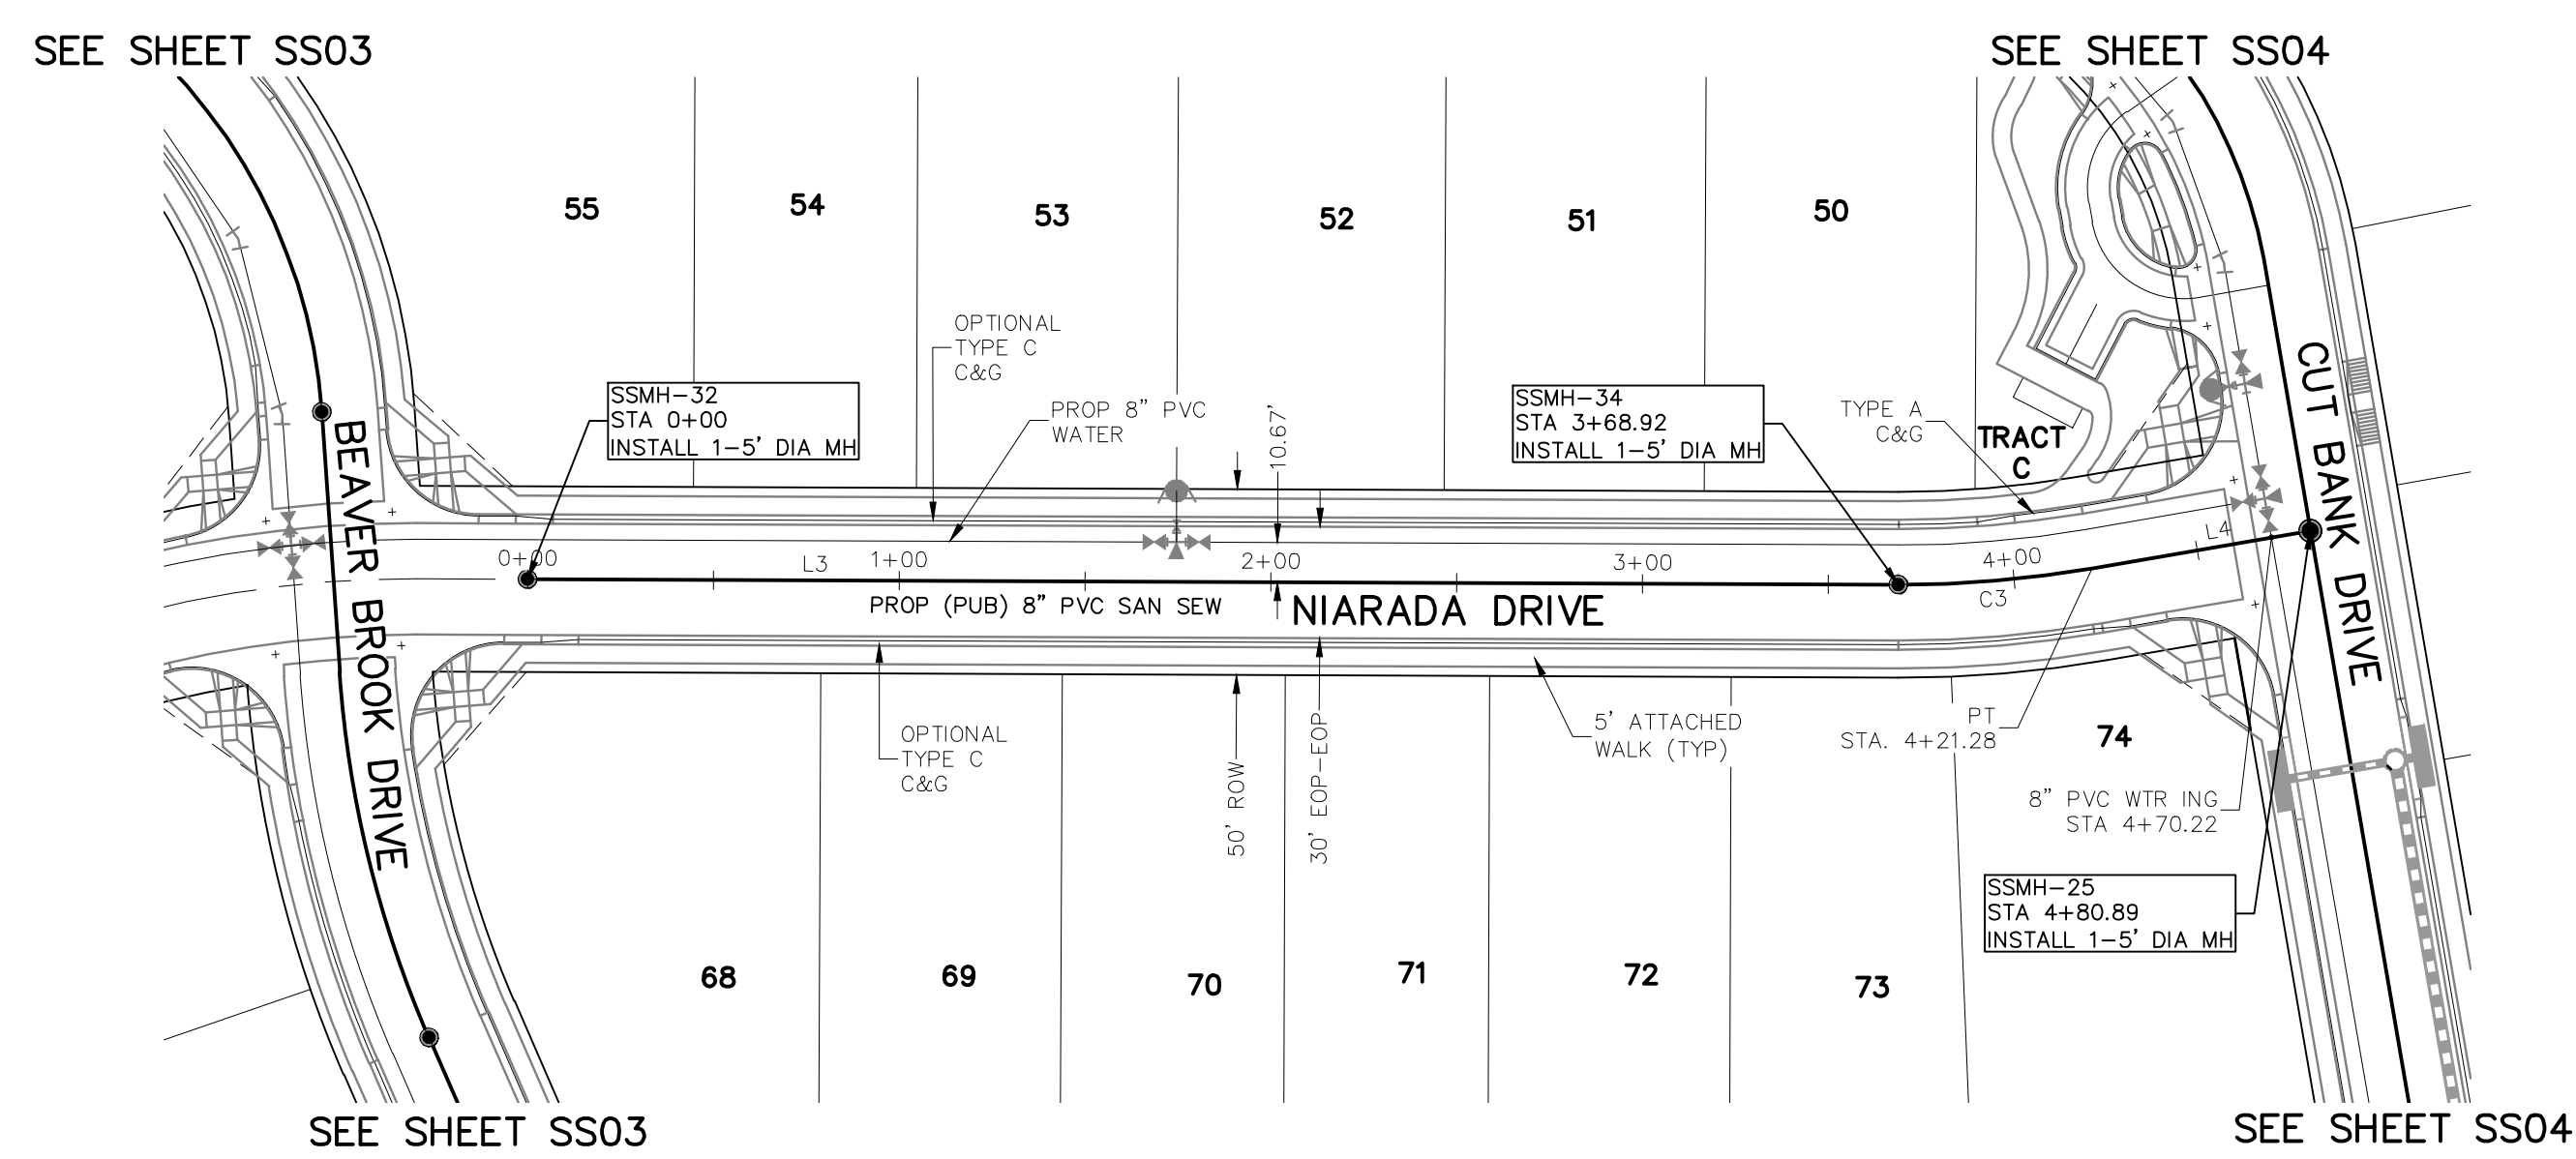 SEE SHEET SS03
SEE SHEET SS04
55
54
53
52
51
50
OPTIONAL
TYPE C
C&G
SSMH-32
STA 0+00
INSTALL 1-5' DIA MH
PROP 8" PVC
WATER
10.67'
SSMH-34
STA 3+68.92
INSTALL 1-5' DIA MH
TYPE A
C&G
TRACT
C
CUT BANK DRIVE
BEAVER BROOK DRIVE
0+00
L3
1+00
2+00
3+00
4+00
L4
C3
PROP (PUB) 8" PVC SAN SEW
NIARADA DRIVE
OPTIONAL
TYPE C
C&G
50' ROW
30' EOP-EOP
5' ATTACHED
WALK (TYP)
PT
STA. 4+21.28
74
8" PVC WTR ING
STA 4+70.22
SSMH-25
STA 4+80.89
INSTALL 1-5' DIA MH
68
69
70
71
72
73
SEE SHEET SS03
SEE SHEET SS04